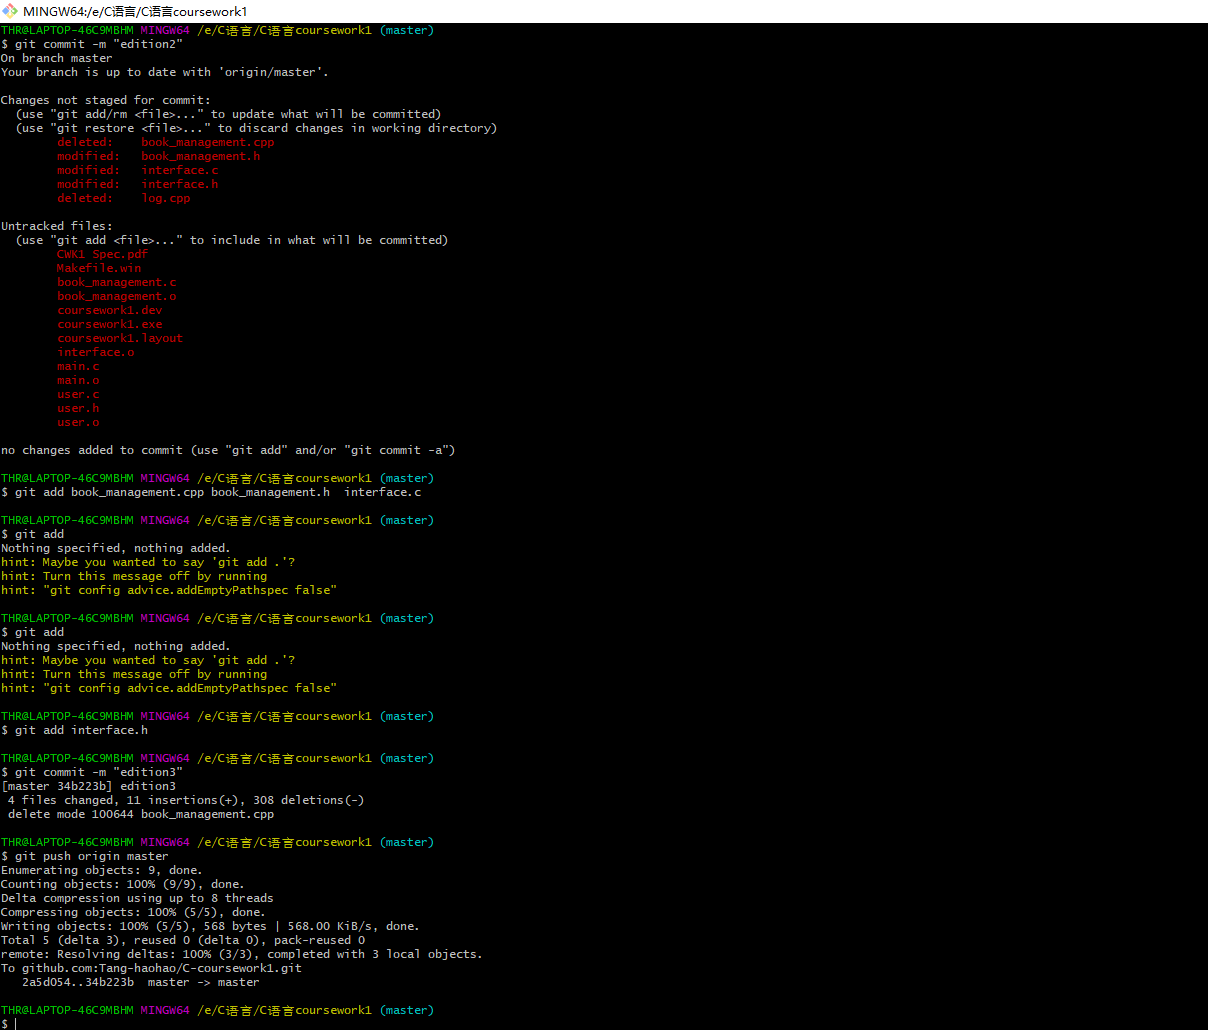 MINGW64:/e/C语言/C语言coursework1
THR@LAPTOP-46C9MBHM MINGW64 /e/C语言/C语言coursework1 (master)
$ git commit -m "edition2"
On branch master
Your branch is up to date with 'origin/master'.
Changes not staged for commit:
(use "git add/rm <file>..." to update what will be committed)
(use "git restore <file>..." to discard changes in working directory)
deleted: book_management.cpp
modified: book_management.h
modified: interface.c
modified: interface.h
deleted: log.cpp
Untracked files:
(use "git add <file>..." to include in what will be committed)
CWK1 Spec.pdf
Makefile.win
book_management.c
book_management.o
coursework1.dev
coursework1.exe
coursework1.layout
interface.o
main.c
main.o
user.c
user.h
user.o
no changes added to commit (use "git add" and/or "git commit -a")
THR@LAPTOP-46C9MBHM MINGW64 /e/C语言/C语言coursework1 (master)
$ git add book_management.cpp book_management.h  interface.c
THR@LAPTOP-46C9MBHM MINGW64 /e/C语言/C语言coursework1 (master)
$ git add
Nothing specified, nothing added.
hint: Maybe you wanted to say 'git add .'?
hint: Turn this message off by running
hint: "git config advice.addEmptyPathspec false"
THR@LAPTOP-46C9MBHM MINGW64 /e/C语言/C语言coursework1 (master)
$ git add
Nothing specified, nothing added.
hint: Maybe you wanted to say 'git add .'?
hint: Turn this message off by running
hint: "git config advice.addEmptyPathspec false"
THR@LAPTOP-46C9MBHM MINGW64 /e/C语言/C语言coursework1 (master)
$ git add interface.h
THR@LAPTOP-46C9MBHM MINGW64 /e/C语言/C语言coursework1 (master)
$ git commit -m "edition3"
[master 34b223b] edition3
4 files changed, 11 insertions(+), 308 deletions(-)
delete mode 100644 book_management.cpp
THR@LAPTOP-46C9MBHM MINGW64 /e/C语言/C语言coursework1 (master)
$ git push origin master
Enumerating objects: 9, done.
Counting objects: 100% (9/9), done.
Delta compression using up to 8 threads
Compressing objects: 100% (5/5), done.
Writing objects: 100% (5/5), 568 bytes | 568.00 KiB/s, done.
Total 5 (delta 3), reused 0 (delta 0), pack-reused 0
remote: Resolving deltas: 100% (3/3), completed with 3 local objects.
To github.com:Tang-haohao/C-coursework1.git
2a5d054..34b223b  master -> master
THR@LAPTOP-46C9MBHM MINGW64 /e/C语言/C语言coursework1 (master)
$